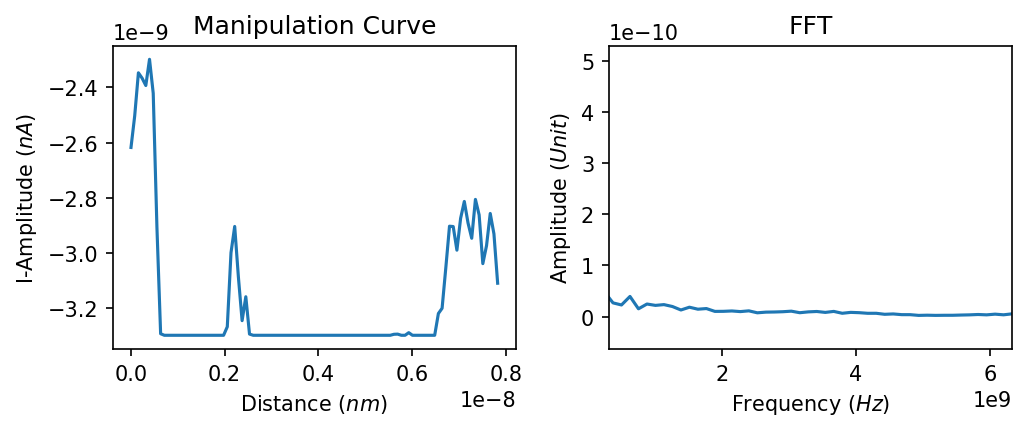 Manipulation Curve
1e−9
−2.4
−2.6
−2.8
−3.0
−3.2
I-Amplitude (nA)
0.0
0.2
0.4
0.6
0.8
1e−8
Distance (nm)
FFT
1e−10
5
4
3
2
1
0
Amplitude (Unit)
2
4
6
1e9
Frequency (Hz)